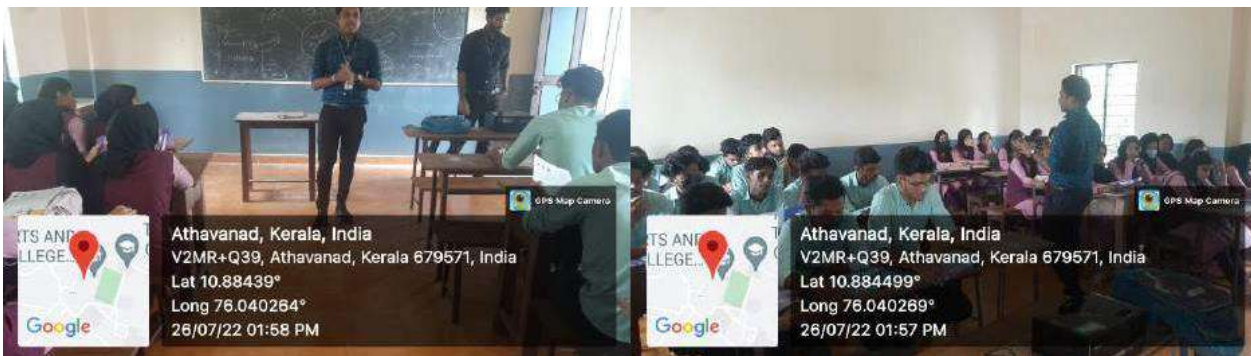 GPS Map Camera
Athavanad, Kerala, India
V2MR+Q39, Athavanad, Kerala 679571, India
Lat 10.88439°
Long 76.040264°
26/07/22 01:58 PM
Google
GPS Map Camera
Athavanad, Kerala, India
V2MR+Q39, Athavanad, Kerala 679571, India
Lat 10.884499°
Long 76.040269°
26/07/22 01:57 PM
Google